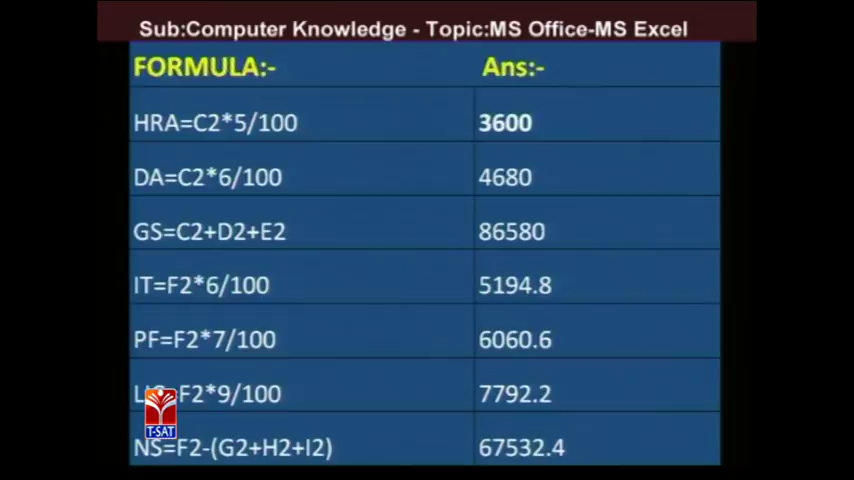 Sub:Computer Knowledge - Topic:MS Office-MS Excel
FORMULA:- Ans:-
HRA=C2*5/100 3600
DA=C2*6/100 4680
GS=C2+D2+E2 86580
IT=F2*6/100 5194.8
PF=F2*7/100 6060.6
F2*9/100 7792.2
T-SAT
NS=F2-(G2+H2+I2) 67532.4